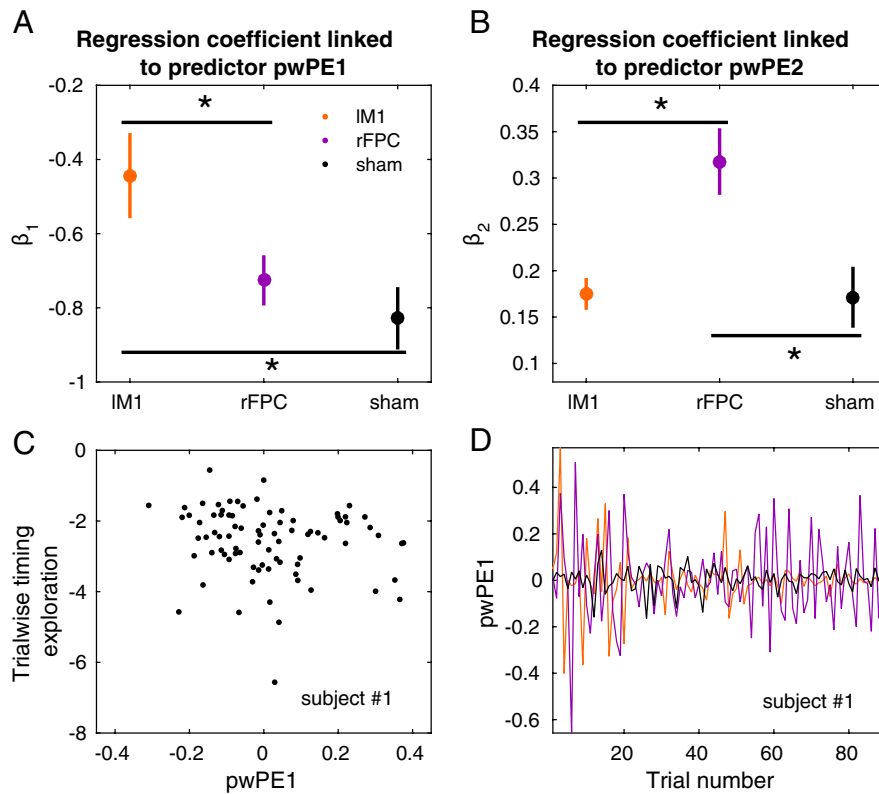 A
Regression coefficient linked
to predictor pwPE1
-0.2
-0.4
-0.6
-0.8
-1
β1
*
lM1
rFPC
sham
*
lM1
rFPC
sham
B
Regression coefficient linked
to predictor pwPE2
0.4
0.35
0.3
0.25
0.2
0.15
0.1
β2
*
*
lM1
rFPC
sham
C
0
-2
-4
-6
-8
Trialwise timing
exploration
subject #1
-0.4
-0.2
0
0.2
0.4
pwPE1
D
0.4
0.2
0
-0.2
-0.4
-0.6
pwPE1
subject #1
20
40
60
80
Trial number